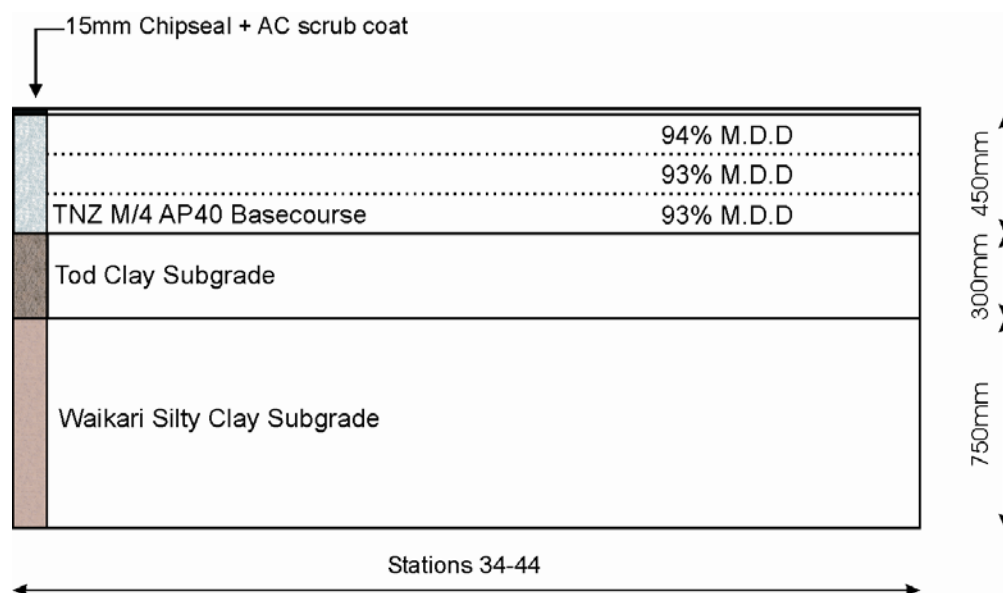 15mm Chipseal + AC scrub coat
94% M.D.D
93% M.D.D
TNZ M/4 AP40 Basecourse 93% M.D.D
450mm
Tod Clay Subgrade
300mm
Waikari Silty Clay Subgrade
750mm
Stations 34-44